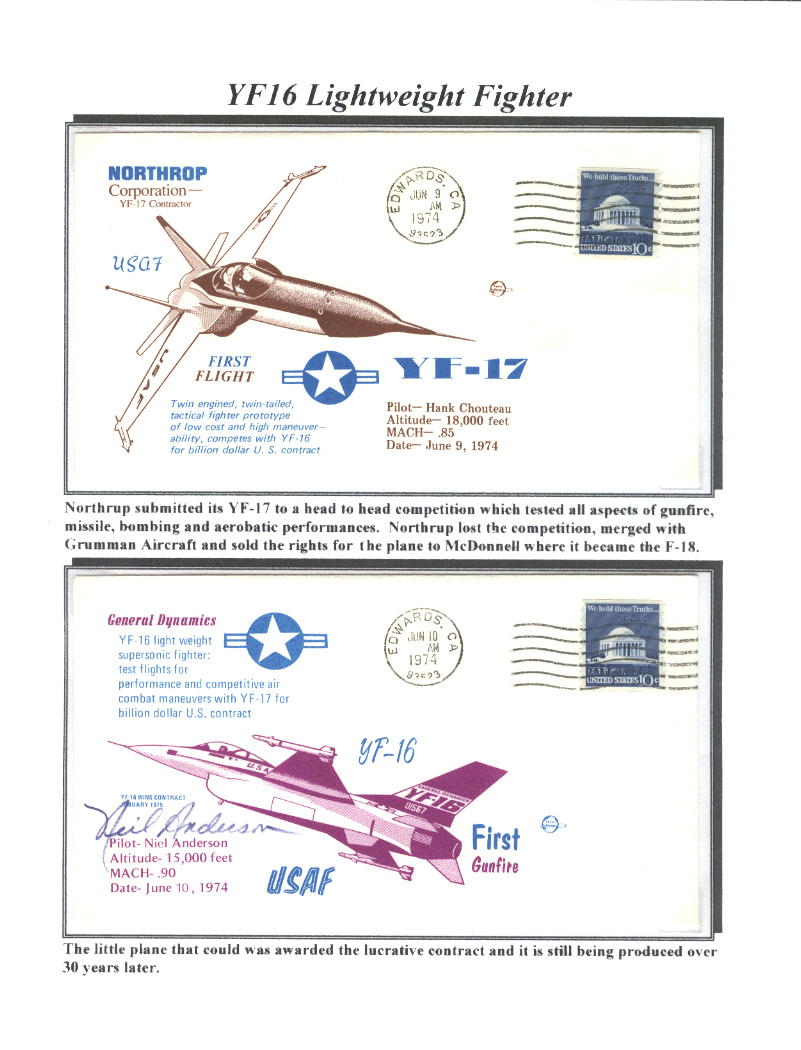 YF16 Lightweight Fighter
NORTHROP
Corporation—
YF-17 Contractor
EDWARDS, CA
JUN 9
AM
1974
93523
We hold these Truths...
UNITED STATES 10c
USAF
USAF
FIRST
FLIGHT
YF-17
Twin engined, twin-tailed,
tactical fighter prototype
of low cost and high maneuver—
ability, competes with YF-16
for billion dollar U. S. contract
Pilot— Hank Chouteau
Altitude— 18,000 feet
MACH— .85
Date— June 9, 1974
Northrup submitted its YF-17 to a head to head competition which tested all aspects of gunfire,
missile, bombing and aerobatic performances. Northrup lost the competition, merged with
Grumman Aircraft and sold the rights for the plane to McDonnell where it became the F-18.
General Dynamics
YF-16 light weight
supersonic fighter:
test flights for
performance and competitive air
combat maneuvers with YF-17 for
billion dollar U.S. contract
EDWARDS, CA
JUN 10
AM
1974
93523
We hold these Truths...
UNITED STATES 10c
YF-16
USA
GENERAL DYNAMICS
YF-16
01567
YF-16 WINS CONTRACT
JANUARY 1975
Neil Anderson
Pilot- Niel Anderson
Altitude- 15,000 feet
MACH- .90
Date- June 10, 1974
USAF
First
Gunfire
The little plane that could was awarded the lucrative contract and it is still being produced over
30 years later.